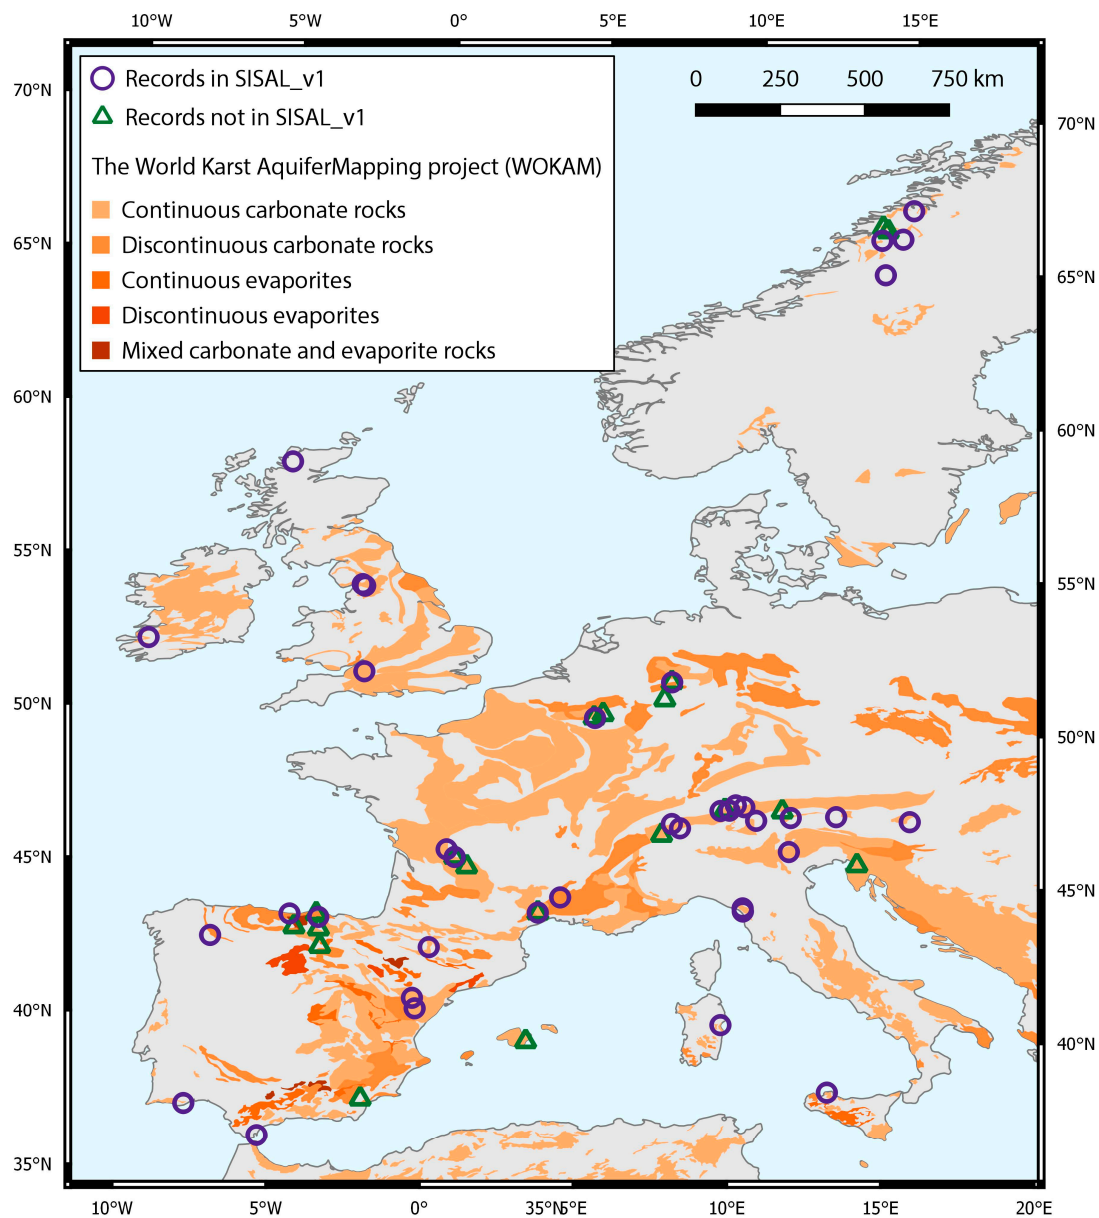 10°W 5°W 0° 5°E 10°E 15°E
Records in SISAL_v1
Records not in SISAL_v1
The World Karst AquiferMapping project (WOKAM)
Continuous carbonate rocks
Discontinuous carbonate rocks
Continuous evaporites
Discontinuous evaporites
Mixed carbonate and evaporite rocks
0 250 500 750 km
70°N
65°N
60°N
55°N
50°N
45°N
40°N
35°N
70°N
65°N
60°N
55°N
50°N
45°N
40°N
10°W 5°W 0° 35°N 5°E 10°E 15°E 20°E